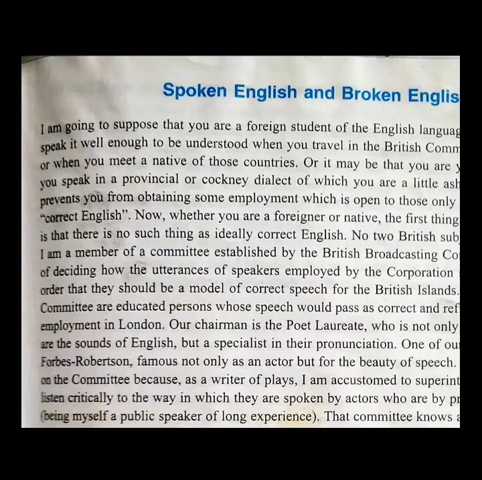 Spoken English and Broken Englis
I am going to suppose that you are a foreign student of the English languag
speak it well enough to be understood when you travel in the British Comm
or when you meet a native of those countries. Or it may be that you are y
you speak in a provincial or cockney dialect of which you are a little ash
prevents you from obtaining some employment which is open to those only
“correct English”. Now, whether you are a foreigner or native, the first thing
is that there is no such thing as ideally correct English. No two British sub
I am a member of a committee established by the British Broadcasting Co
of deciding how the utterances of speakers employed by the Corporation
order that they should be a model of correct speech for the British Islands.
Committee are educated persons whose speech would pass as correct and ref
employment in London. Our chairman is the Poet Laureate, who is not only
are the sounds of English, but a specialist in their pronunciation. One of ou
Forbes-Robertson, famous not only as an actor but for the beauty of speech.
on the Committee because, as a writer of plays, I am accustomed to superint
listen critically to the way in which they are spoken by actors who are by pr
(being myself a public speaker of long experience). That committee knows a